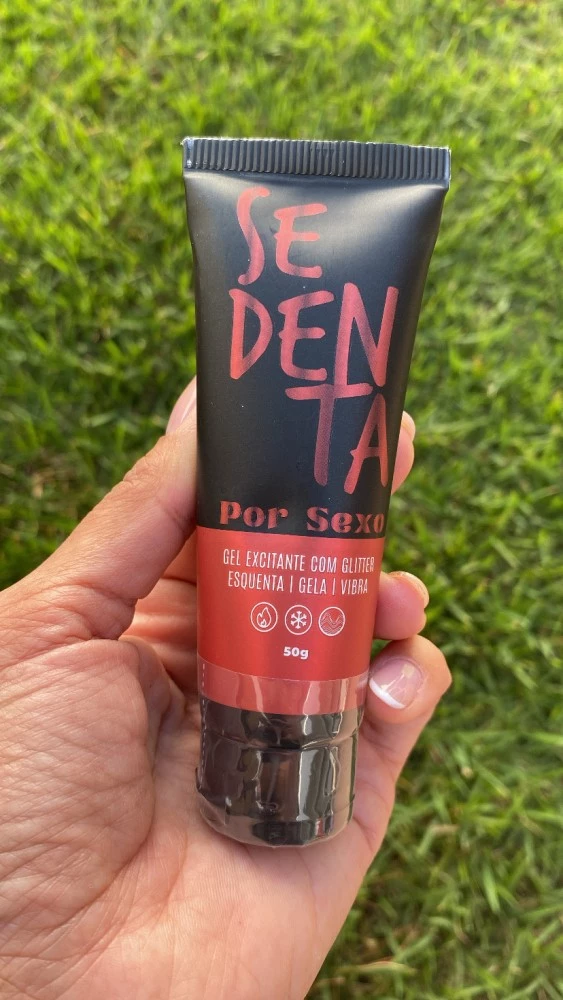 SE
DEN
TA
por Sexo
GEL EXCITANTE COM GLITTER
ESQUENTA | GELA | VIBRA
50g